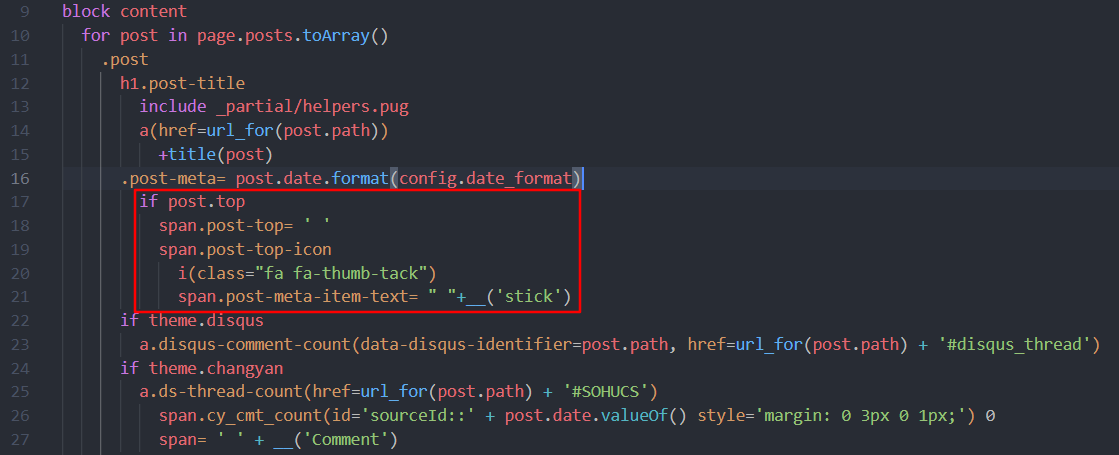 9 block content
10 for post in page.posts.toArray()
11 .post
12 h1.post-title
13 include _partial/helpers.pug
14 a(href=url_for(post.path))
15 +title(post)
16 .post-meta= post.date.format(config.date_format)
17 if post.top
18 span.post-top= ' '
19 span.post-top-icon
20 i(class="fa fa-thumb-tack")
21 span.post-meta-item-text= " "+__('stick')
22 if theme.disqus
23 a.disqus-comment-count(data-disqus-identifier=post.path, href=url_for(post.path) + '#disqus_thread')
24 if theme.changyan
25 a.ds-thread-count(href=url_for(post.path) + '#SOHUCS')
26 span.cy_cmt_count(id='sourceId::' + post.date.valueOf() style='margin: 0 3px 0 1px;') 0
27 span= ' ' + __('Comment')